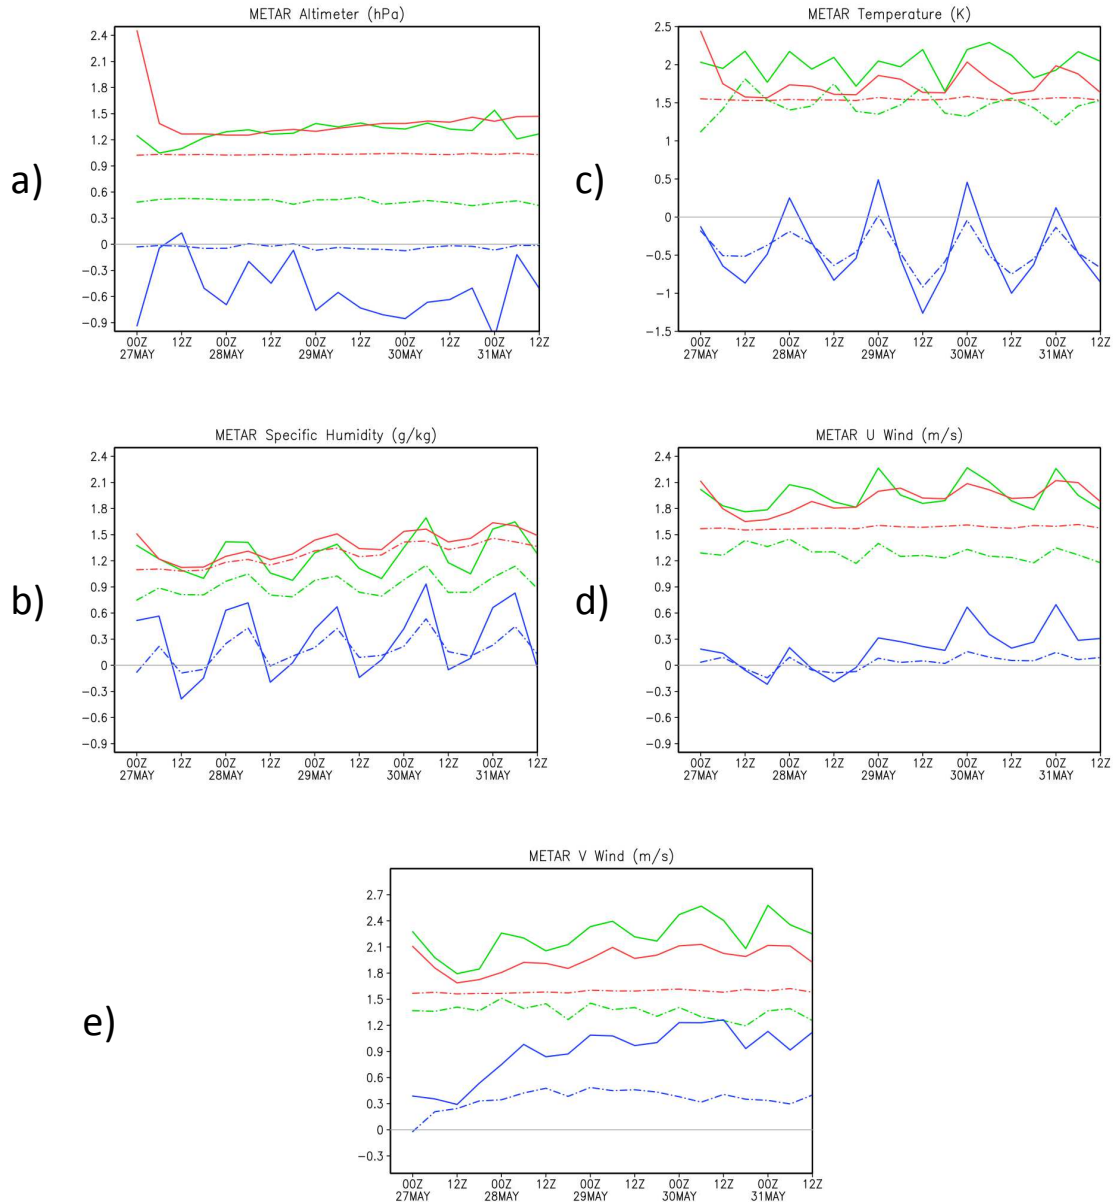 METAR Altimeter (hPa)
a)
2.4
2.1
1.8
1.5
1.2
0.9
0.6
0.3
0
−0.3
−0.6
−0.9
00Z 12Z 00Z 12Z 00Z 12Z 00Z 12Z 00Z 12Z
27MAY 28MAY 29MAY 30MAY 31MAY
METAR Temperature (K)
c)
2.5
2
1.5
1
0.5
0
−0.5
−1
−1.5
00Z 12Z 00Z 12Z 00Z 12Z 00Z 12Z 00Z 12Z
27MAY 28MAY 29MAY 30MAY 31MAY
METAR Specific Humidity (g/kg)
b)
2.4
2.1
1.8
1.5
1.2
0.9
0.6
0.3
0
−0.3
−0.6
−0.9
00Z 12Z 00Z 12Z 00Z 12Z 00Z 12Z 00Z 12Z
27MAY 28MAY 29MAY 30MAY 31MAY
METAR U Wind (m/s)
d)
2.4
2.1
1.8
1.5
1.2
0.9
0.6
0.3
0
−0.3
−0.6
−0.9
00Z 12Z 00Z 12Z 00Z 12Z 00Z 12Z 00Z 12Z
27MAY 28MAY 29MAY 30MAY 31MAY
METAR V Wind (m/s)
e)
2.7
2.4
2.1
1.8
1.5
1.2
0.9
0.6
0.3
0
−0.3
00Z 12Z 00Z 12Z 00Z 12Z 00Z 12Z 00Z 12Z
27MAY 28MAY 29MAY 30MAY 31MAY